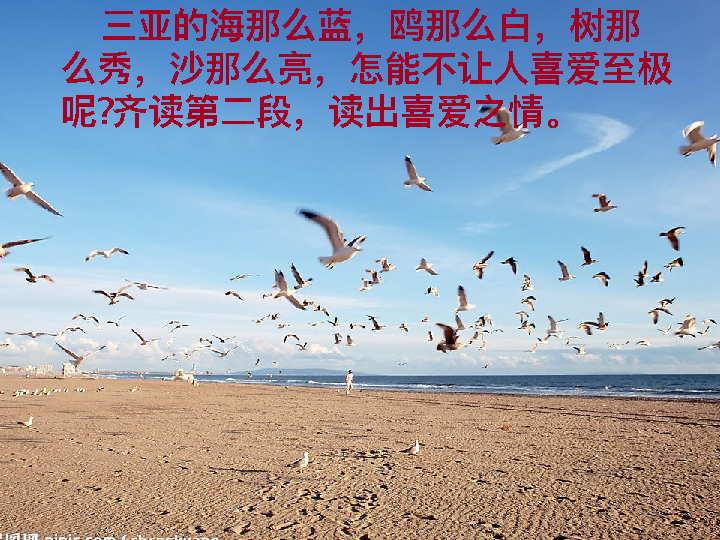 三亚的海那么蓝，鸥那么白，树那
么秀，沙那么亮，怎能不让人喜爱至极
呢?齐读第二段，读出喜爱之情。